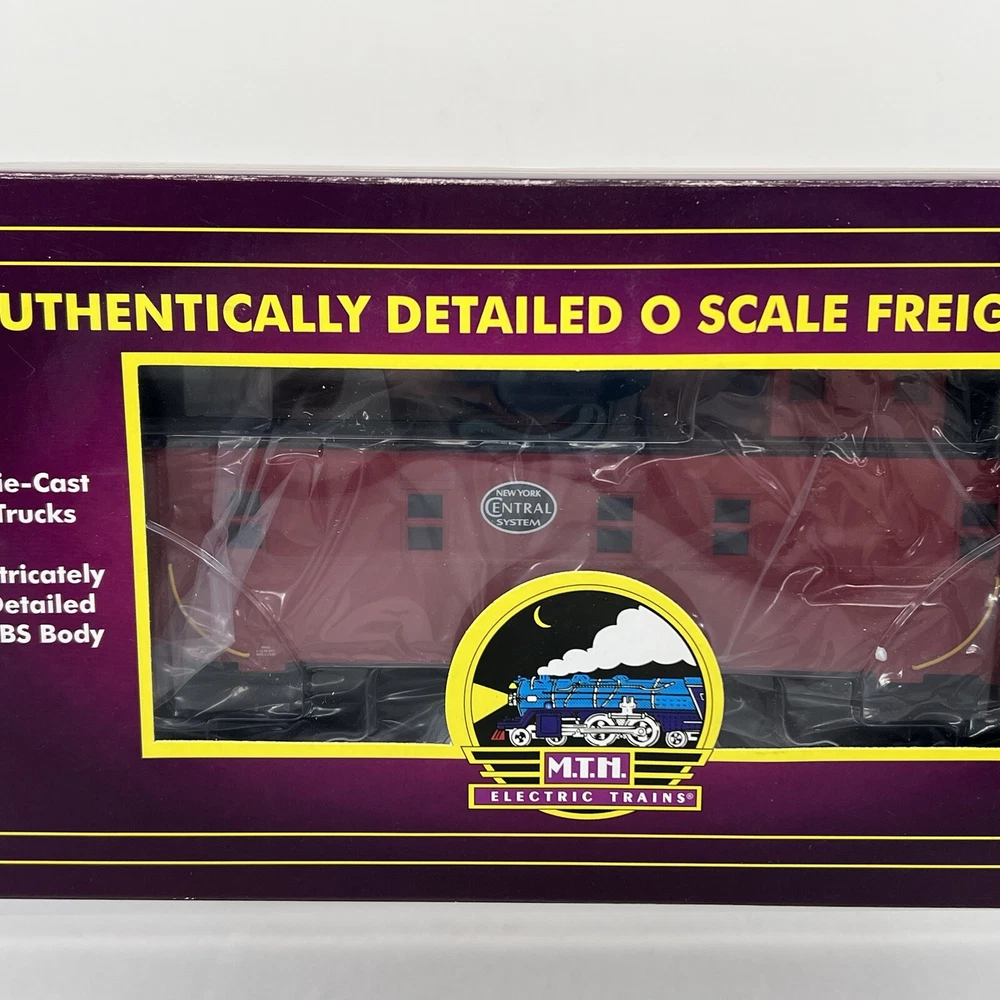 UTHENTICALLY DETAILED O SCALE FREIG
ie-Cast
Trucks
tricately
Detailed
BS Body
NEW YORK
CENTRAL
SYSTEM
M.T.H.
ELECTRIC TRAINS®